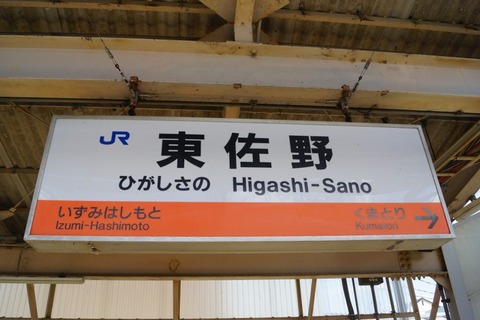 JR 東佐野
ひがしさの Higashi-Sano
いずみはしもと くまとり
Izumi-Hashimoto Kumatori